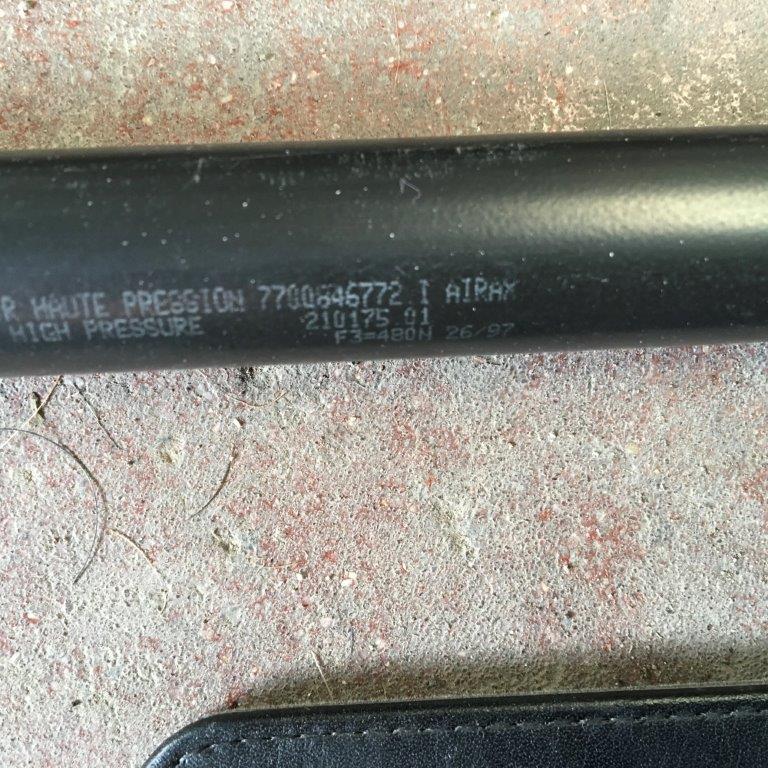 R HAUTE PRESSION 7700846772 I AIRAX
HIGH PRESSURE 210175 01
F3=480N 26/97